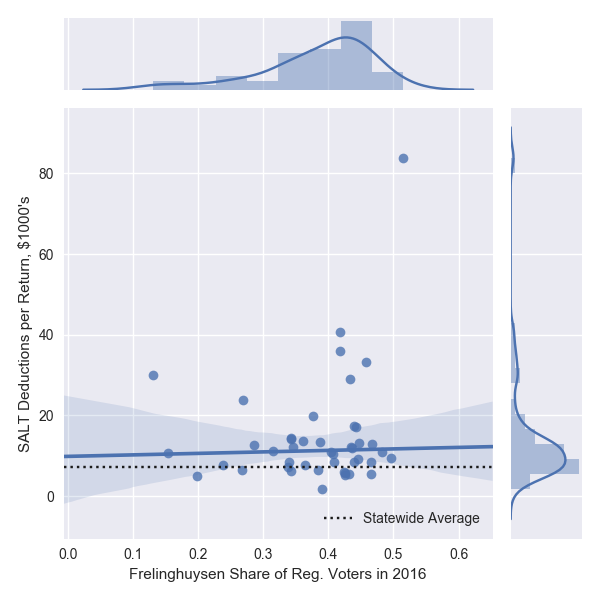 80
60
40
20
0
SALT Deductions per Return, $1000's
Statewide Average
0.0 0.1 0.2 0.3 0.4 0.5 0.6
Frelinghuysen Share of Reg. Voters in 2016